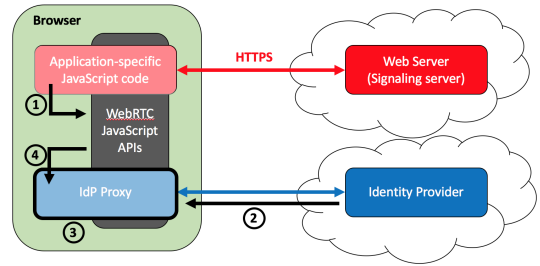 Browser
Application-specific
JavaScript code
HTTPS
Web Server
(Signaling server)
1
WebRTC
JavaScript
APIs
4
IdP Proxy
Identity Provider
2
3